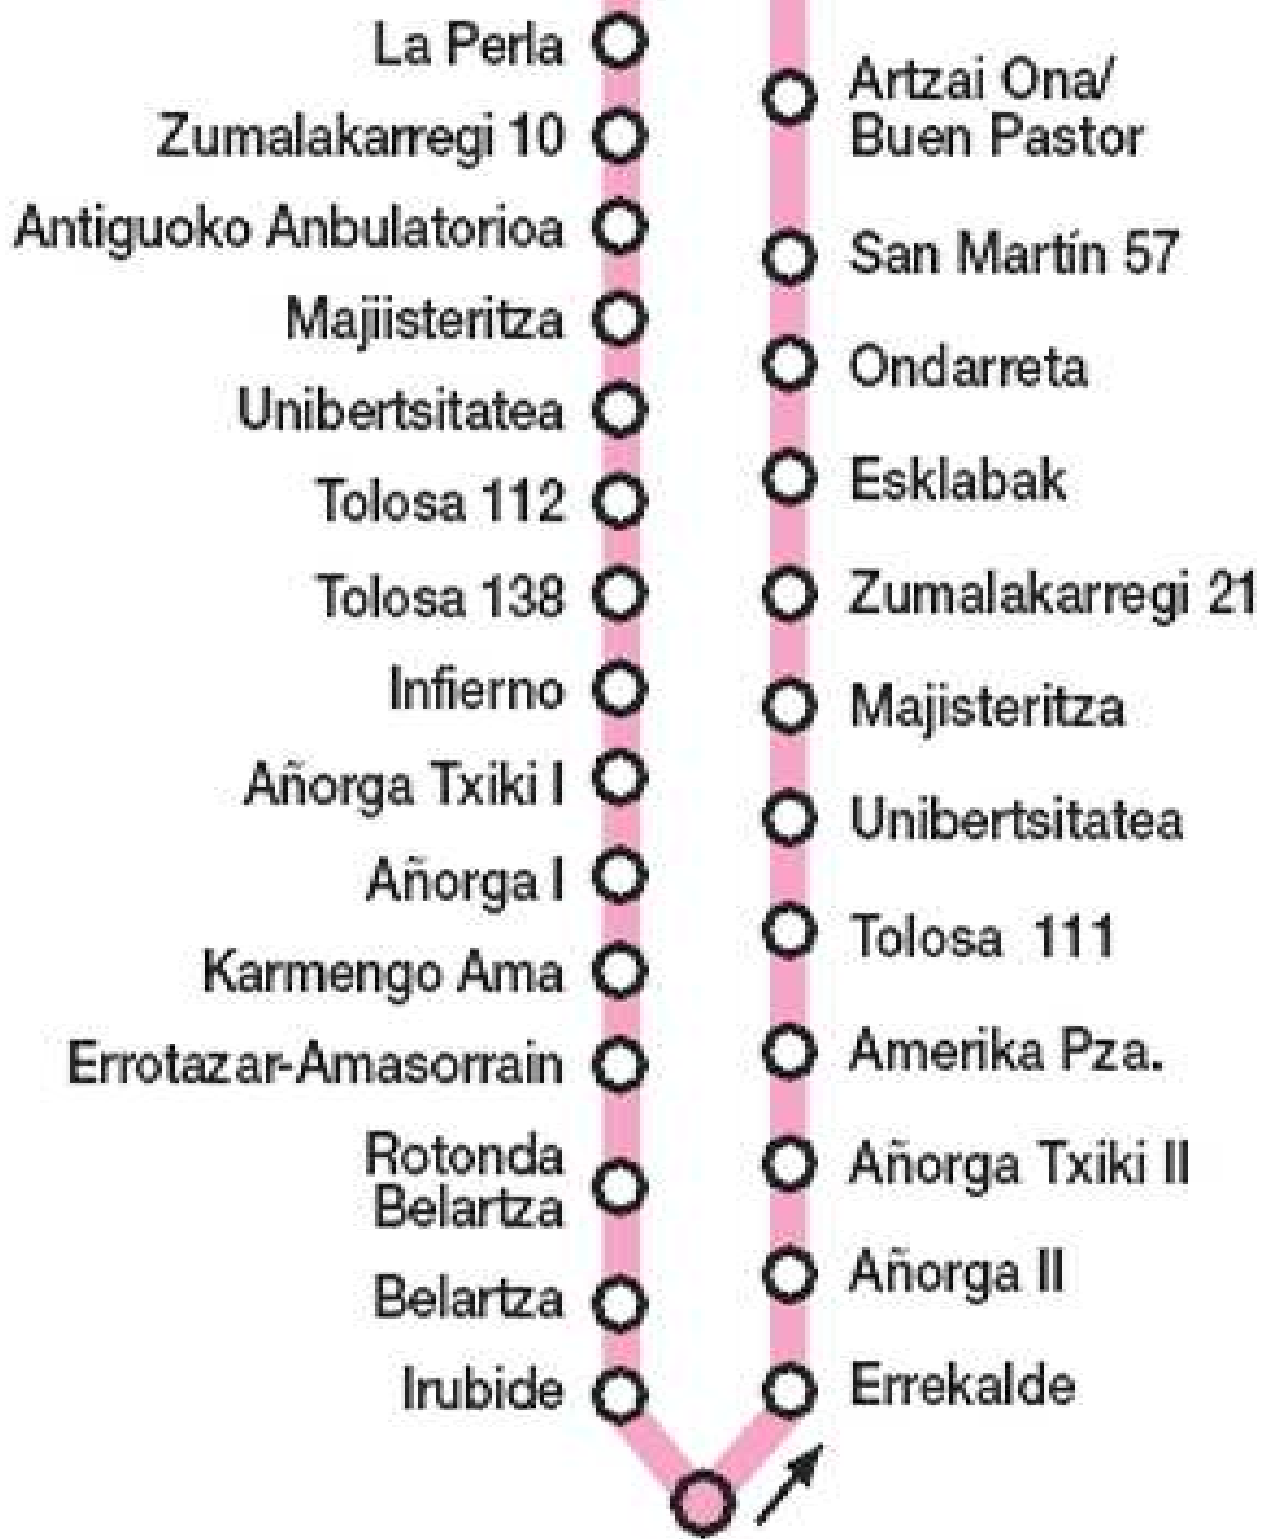 La Perla
Zumalakarregi 10
Antiguoko Anbulatorioa
Majiisteritza
Unibertsitatea
Tolosa 112
Tolosa 138
Infierno
Añorga Txiki I
Añorga I
Karmengo Ama
Errotazar-Amasorrain
Rotonda
Belartza
Belartza
Irubide
Artzai Ona/
Buen Pastor
San Martín 57
Ondarreta
Esklabak
Zumalakarregi 21
Majisteritza
Unibertsitatea
Tolosa 111
Amerika Pza.
Añorga Txiki II
Añorga II
Errekalde